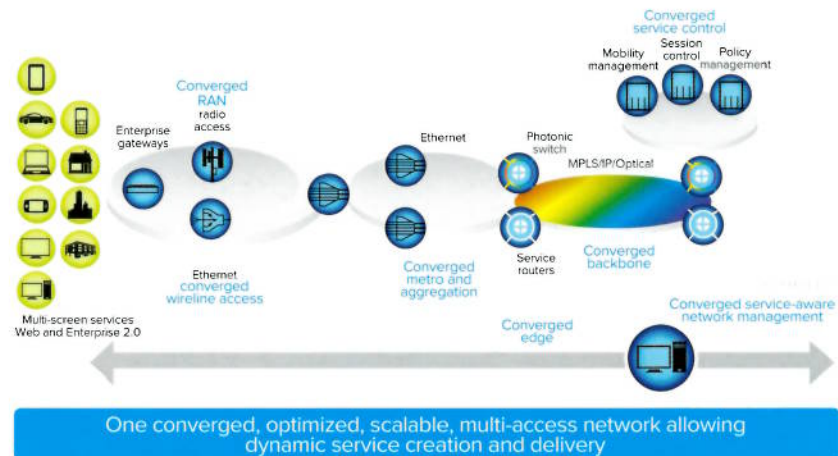 Converged
service control
Mobility
management
Session
control
Policy
management
Converged
RAN
radio
access
Enterprise
gateways
Ethernet
Photonic
switch
MPLS/IP/Optical
Ethernet
converged
wireline access
Converged
metro and
aggregation
Service
routers
Converged
backbone
Multi-screen services
Web and Enterprise 2.0
Converged
edge
Converged service-aware
network management
One converged, optimized, scalable, multi-access network allowing
dynamic service creation and delivery